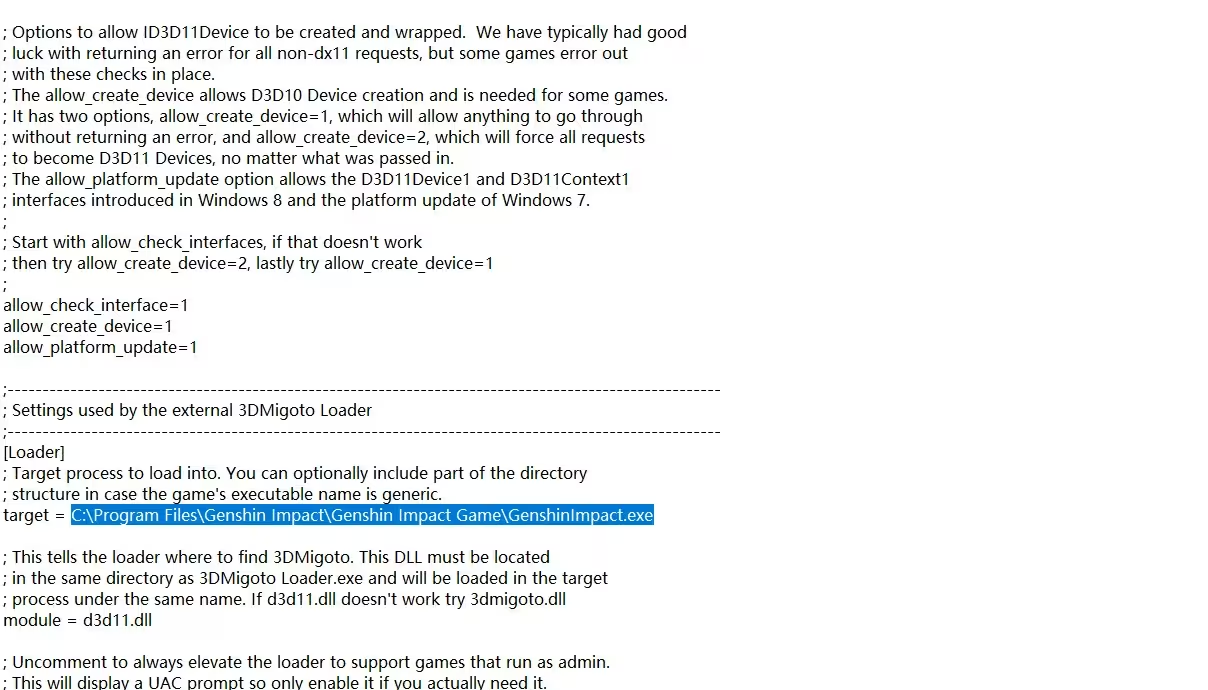 ; Options to allow ID3D11Device to be created and wrapped.  We have typically had good
; luck with returning an error for all non-dx11 requests, but some games error out
; with these checks in place.
; The allow_create_device allows D3D10 Device creation and is needed for some games.
; It has two options, allow_create_device=1, which will allow anything to go through
; without returning an error, and allow_create_device=2, which will force all requests
; to become D3D11 Devices, no matter what was passed in.
; The allow_platform_update option allows the D3D11Device1 and D3D11Context1
; interfaces introduced in Windows 8 and the platform update of Windows 7.
;
; Start with allow_check_interfaces, if that doesn't work
; then try allow_create_device=2, lastly try allow_create_device=1
;
allow_check_interface=1
allow_create_device=1
allow_platform_update=1
;------------------------------------------------------------------------------------------------------
; Settings used by the external 3DMigoto Loader
;------------------------------------------------------------------------------------------------------
[Loader]
; Target process to load into. You can optionally include part of the directory
; structure in case the game's executable name is generic.
target = C:\Program Files\Genshin Impact\Genshin Impact Game\GenshinImpact.exe
; This tells the loader where to find 3DMigoto. This DLL must be located
; in the same directory as 3DMigoto Loader.exe and will be loaded in the target
; process under the same name. If d3d11.dll doesn't work try 3dmigoto.dll
module = d3d11.dll
; Uncomment to always elevate the loader to support games that run as admin.
; This will display a UAC prompt so only enable it if you actually need it.